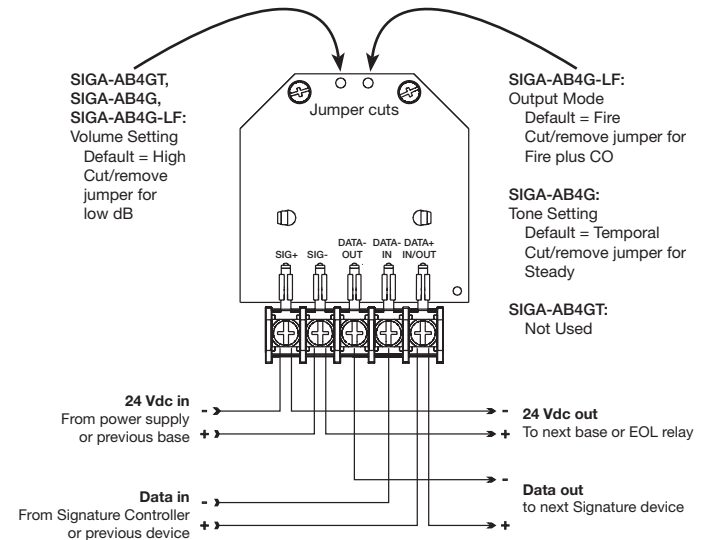 SIGA-AB4GT,
SIGA-AB4G,
SIGA-AB4G-LF:
Volume Setting
Default = High
Cut/remove
jumper for
low dB
Jumper cuts
SIGA-AB4G-LF:
Output Mode
Default = Fire
Cut/remove jumper for
Fire plus CO
SIGA-AB4G:
Tone Setting
Default = Temporal
Cut/remove jumper for
Steady
SIGA-AB4GT:
Not Used
SIG+ SIG- DATA- OUT DATA- IN DATA+ IN/OUT
24 Vdc in
From power supply
or previous base
-
+
- 24 Vdc out
+ To next base or EOL relay
Data in
From Signature Controller
or previous device
-
+
-
Data out
to next Signature device
+